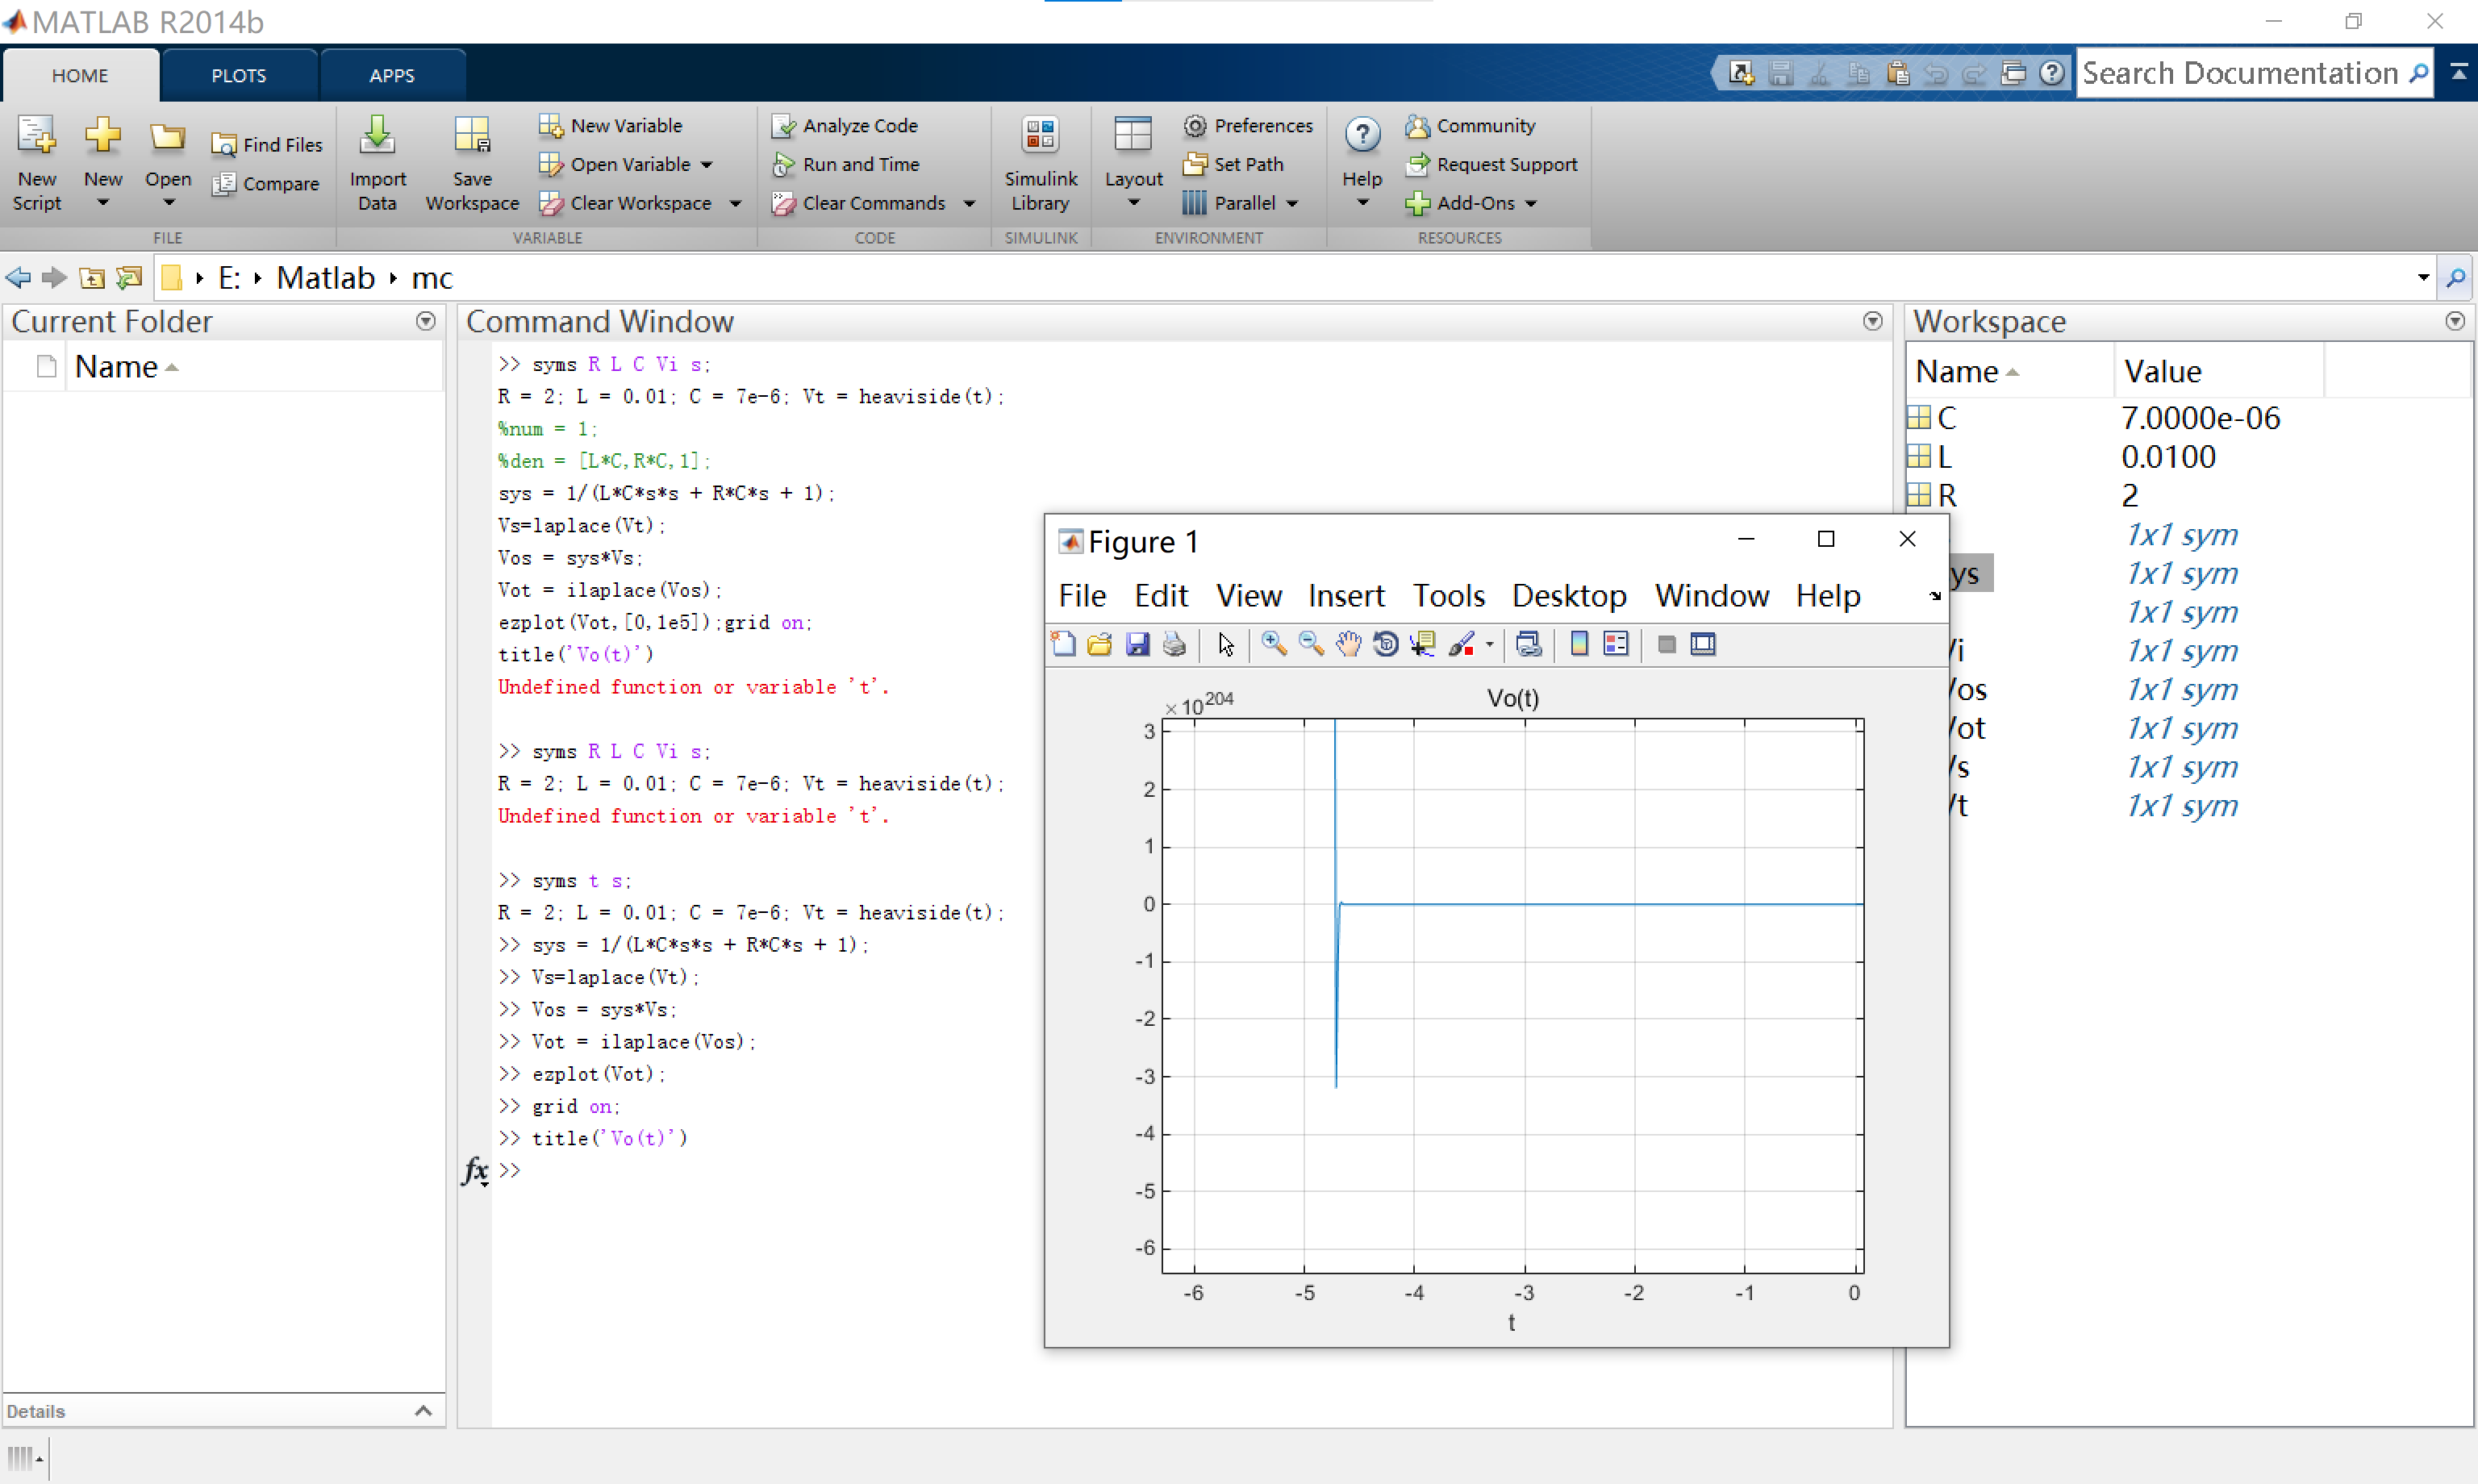 MATLAB R2014b
HOME
PLOTS
APPS
Search Documentation
New Script
New
Open
Find Files
Compare
FILE
Import Data
Save Workspace
New Variable
Open Variable
Clear Workspace
VARIABLE
Analyze Code
Run and Time
Clear Commands
CODE
Simulink Library
SIMULINK
Layout
Preferences
Set Path
Parallel
ENVIRONMENT
Help
Community
Request Support
Add-Ons
RESOURCES
E: Matlab mc
Current Folder
Name
Details
Command Window
>> syms R L C Vi s;
R = 2; L = 0.01; C = 7e-6; Vt = heaviside(t);
%num = 1;
%den = [L*C,R*C,1];
sys = 1/(L*C*s*s + R*C*s + 1);
Vs=laplace(Vt);
Vos = sys*Vs;
Vot = ilaplace(Vos);
ezplot(Vot,[0,1e5]);grid on;
title('Vo(t)')
Undefined function or variable 't'.
>> syms R L C Vi s;
R = 2; L = 0.01; C = 7e-6; Vt = heaviside(t);
Undefined function or variable 't'.
>> syms t s;
R = 2; L = 0.01; C = 7e-6; Vt = heaviside(t);
>> sys = 1/(L*C*s*s + R*C*s + 1);
>> Vs=laplace(Vt);
>> Vos = sys*Vs;
>> Vot = ilaplace(Vos);
>> ezplot(Vot);
>> grid on;
>> title('Vo(t)')
fx >>
Workspace
Name Value
C 7.0000e-06
L 0.0100
R 2
1x1 sym
ys 1x1 sym
1x1 sym
i 1x1 sym
os 1x1 sym
ot 1x1 sym
s 1x1 sym
t 1x1 sym
Figure 1
File Edit View Insert Tools Desktop Window Help
×10^204
Vo(t)
3
2
1
0
-1
-2
-3
-4
-5
-6
-6 -5 -4 -3 -2 -1 0
t